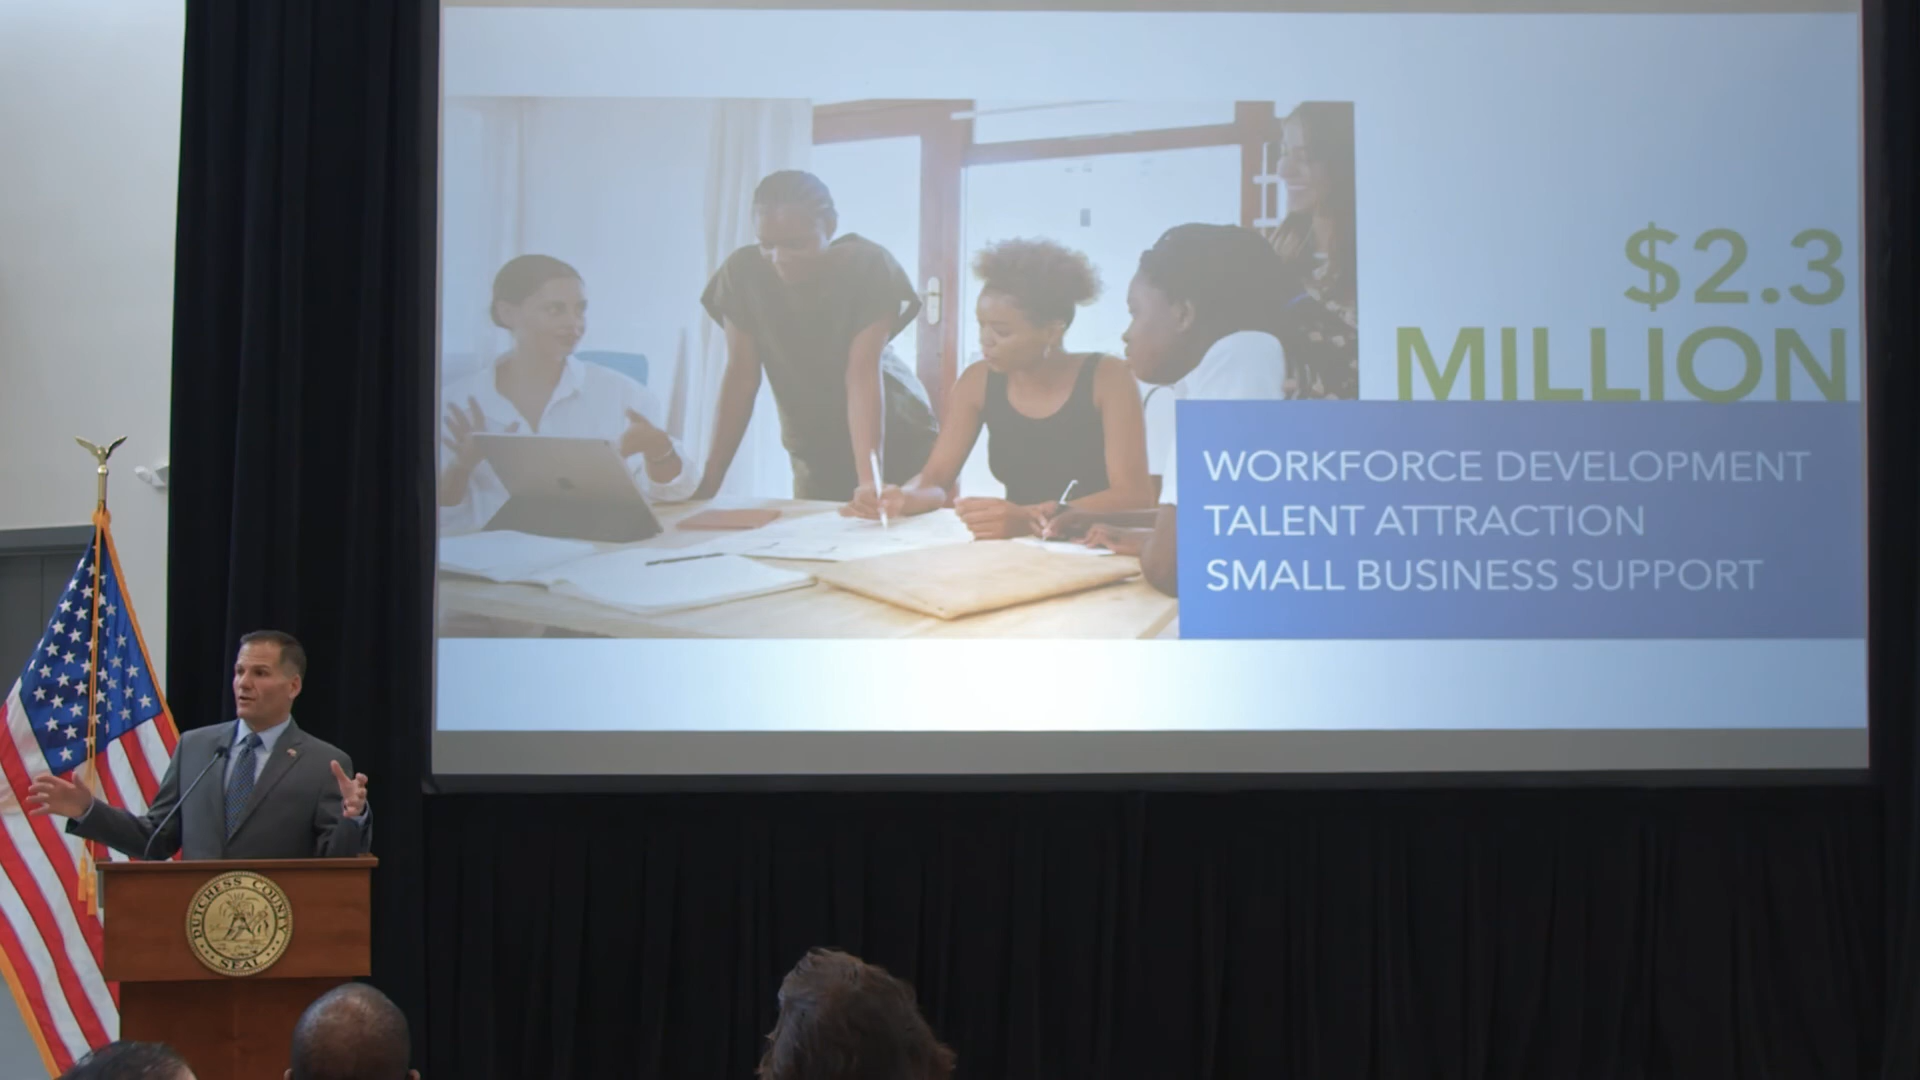 $2.3
MILLION
WORKFORCE DEVELOPMENT
TALENT ATTRACTION
SMALL BUSINESS SUPPORT
DUTCHESS COUNTY
SEAL